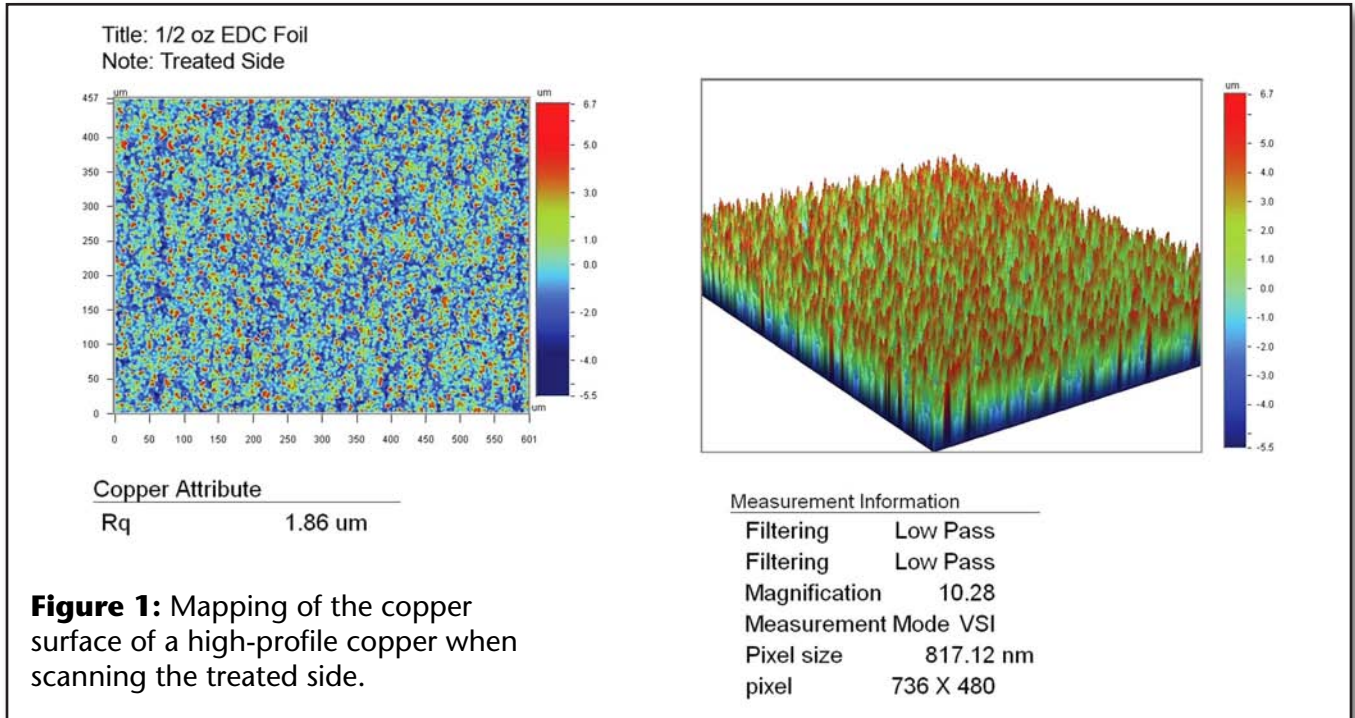 Title: 1/2 oz EDC Foil
Note: Treated Side
um
457
400
350
300
250
200
150
100
50
0
0 50 100 150 200 250 300 350 400 450 500 550 601
um
um
6.7
5.0
3.0
1.0
0.0
-2.0
-4.0
-5.5
um
6.7
5.0
4.0
3.0
2.0
1.0
0.0
-1.0
-2.0
-3.0
-4.0
-5.5
Copper Attribute
Rq 1.86 um
Measurement Information
Filtering Low Pass
Filtering Low Pass
Magnification 10.28
Measurement Mode VSI
Pixel size 817.12 nm
pixel 736 X 480
Figure 1: Mapping of the copper
surface of a high-profile copper when
scanning the treated side.